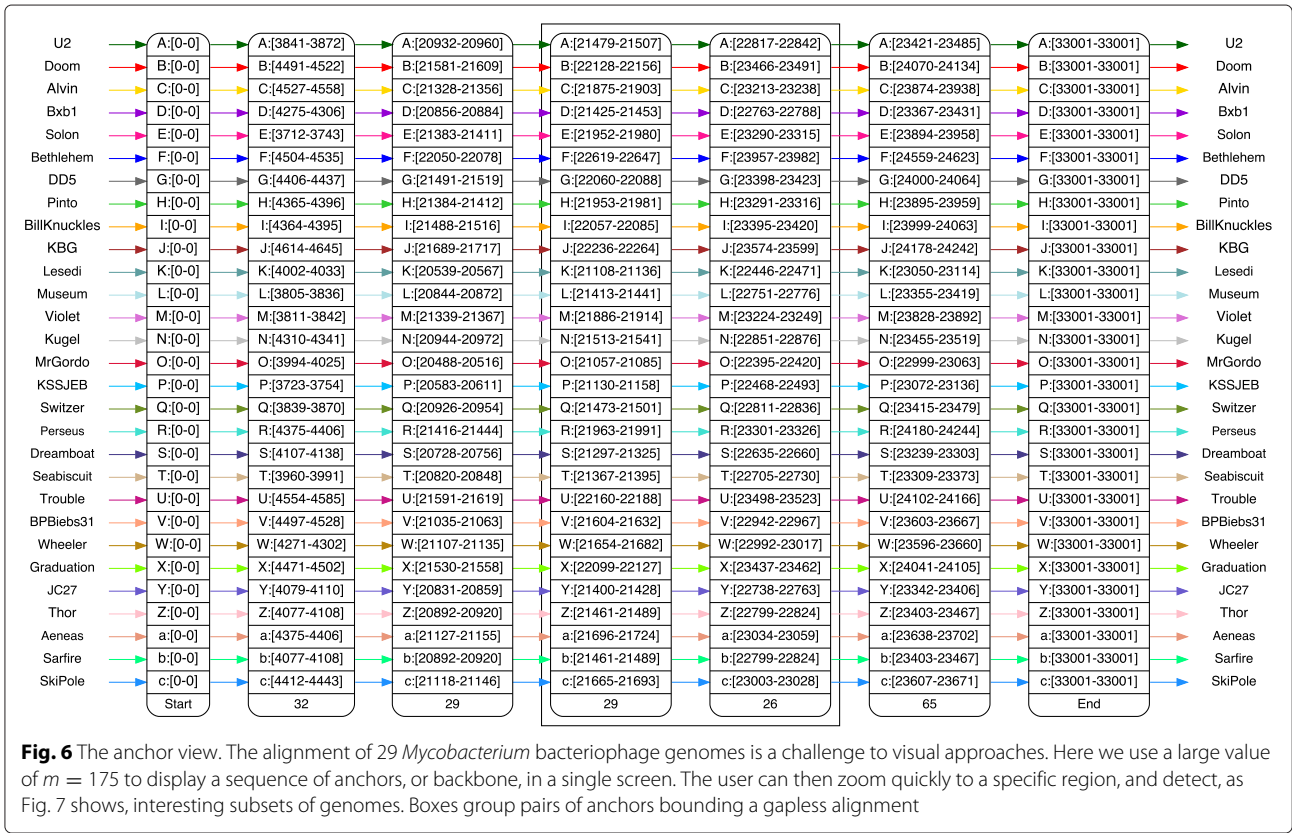 U2 A:[0-0] A:[3841-3872] A:[20932-20960] A:[21479-21507] A:[22817-22842] A:[23421-23485] A:[33001-33001] U2
Doom B:[0-0] B:[4491-4522] B:[21581-21609] B:[22128-22156] B:[23466-23491] B:[24070-24134] B:[33001-33001] Doom
Alvin C:[0-0] C:[4527-4558] C:[21328-21356] C:[21875-21903] C:[23213-23238] C:[23874-23938] C:[33001-33001] Alvin
Bxb1 D:[0-0] D:[4275-4306] D:[20856-20884] D:[21425-21453] D:[22763-22788] D:[23367-23431] D:[33001-33001] Bxb1
Solon E:[0-0] E:[3712-3743] E:[21383-21411] E:[21952-21980] E:[23290-23315] E:[23894-23958] E:[33001-33001] Solon
Bethlehem F:[0-0] F:[4504-4535] F:[22050-22078] F:[22619-22647] F:[23957-23982] F:[24559-24623] F:[33001-33001] Bethlehem
DD5 G:[0-0] G:[4406-4437] G:[21491-21519] G:[22060-22088] G:[23398-23423] G:[24000-24064] G:[33001-33001] DD5
Pinto H:[0-0] H:[4365-4396] H:[21384-21412] H:[21953-21981] H:[23291-23316] H:[23895-23959] H:[33001-33001] Pinto
BillKnuckles I:[0-0] I:[4364-4395] I:[21488-21516] I:[22057-22085] I:[23395-23420] I:[23999-24063] I:[33001-33001] BillKnuckles
KBG J:[0-0] J:[4614-4645] J:[21689-21717] J:[22236-22264] J:[23574-23599] J:[24178-24242] J:[33001-33001] KBG
Lesedi K:[0-0] K:[4002-4033] K:[20539-20567] K:[21108-21136] K:[22446-22471] K:[23050-23114] K:[33001-33001] Lesedi
Museum L:[0-0] L:[3805-3836] L:[20844-20872] L:[21413-21441] L:[22751-22776] L:[23355-23419] L:[33001-33001] Museum
Violet M:[0-0] M:[3811-3842] M:[21339-21367] M:[21886-21914] M:[23224-23249] M:[23828-23892] M:[33001-33001] Violet
Kugel N:[0-0] N:[4310-4341] N:[20944-20972] N:[21513-21541] N:[22851-22876] N:[23455-23519] N:[33001-33001] Kugel
MrGordo O:[0-0] O:[3994-4025] O:[20488-20516] O:[21057-21085] O:[22395-22420] O:[22999-23063] O:[33001-33001] MrGordo
KSSJEB P:[0-0] P:[3723-3754] P:[20583-20611] P:[21130-21158] P:[22468-22493] P:[23072-23136] P:[33001-33001] KSSJEB
Switzer Q:[0-0] Q:[3839-3870] Q:[20926-20954] Q:[21473-21501] Q:[22811-22836] Q:[23415-23479] Q:[33001-33001] Switzer
Perseus R:[0-0] R:[4375-4406] R:[21416-21444] R:[21963-21991] R:[23301-23326] R:[24180-24244] R:[33001-33001] Perseus
Dreamboat S:[0-0] S:[4107-4138] S:[20728-20756] S:[21297-21325] S:[22635-22660] S:[23239-23303] S:[33001-33001] Dreamboat
Seabiscuit T:[0-0] T:[3960-3991] T:[20820-20848] T:[21367-21395] T:[22705-22730] T:[23309-23373] T:[33001-33001] Seabiscuit
Trouble U:[0-0] U:[4554-4585] U:[21591-21619] U:[22160-22188] U:[23498-23523] U:[24102-24166] U:[33001-33001] Trouble
BPBiebs31 V:[0-0] V:[4497-4528] V:[21035-21063] V:[21604-21632] V:[22942-22967] V:[23603-23667] V:[33001-33001] BPBiebs31
Wheeler W:[0-0] W:[4271-4302] W:[21107-21135] W:[21654-21682] W:[22992-23017] W:[23596-23660] W:[33001-33001] Wheeler
Graduation X:[0-0] X:[4471-4502] X:[21530-21558] X:[22099-22127] X:[23437-23462] X:[24041-24105] X:[33001-33001] Graduation
JC27 Y:[0-0] Y:[4079-4110] Y:[20831-20859] Y:[21400-21428] Y:[22738-22763] Y:[23342-23406] Y:[33001-33001] JC27
Thor Z:[0-0] Z:[4077-4108] Z:[20892-20920] Z:[21461-21489] Z:[22799-22824] Z:[23403-23467] Z:[33001-33001] Thor
Aeneas a:[0-0] a:[4375-4406] a:[21127-21155] a:[21696-21724] a:[23034-23059] a:[23638-23702] a:[33001-33001] Aeneas
Sarfire b:[0-0] b:[4077-4108] b:[20892-20920] b:[21461-21489] b:[22799-22824] b:[23403-23467] b:[33001-33001] Sarfire
SkiPole c:[0-0] c:[4412-4443] c:[21118-21146] c:[21665-21693] c:[23003-23028] c:[23607-23671] c:[33001-33001] SkiPole
Start 32 29 29 26 65 End
Fig. 6 The anchor view. The alignment of 29 Mycobacterium bacteriophage genomes is a challenge to visual approaches. Here we use a large value
of m = 175 to display a sequence of anchors, or backbone, in a single screen. The user can then zoom quickly to a specific region, and detect, as
Fig. 7 shows, interesting subsets of genomes. Boxes group pairs of anchors bounding a gapless alignment